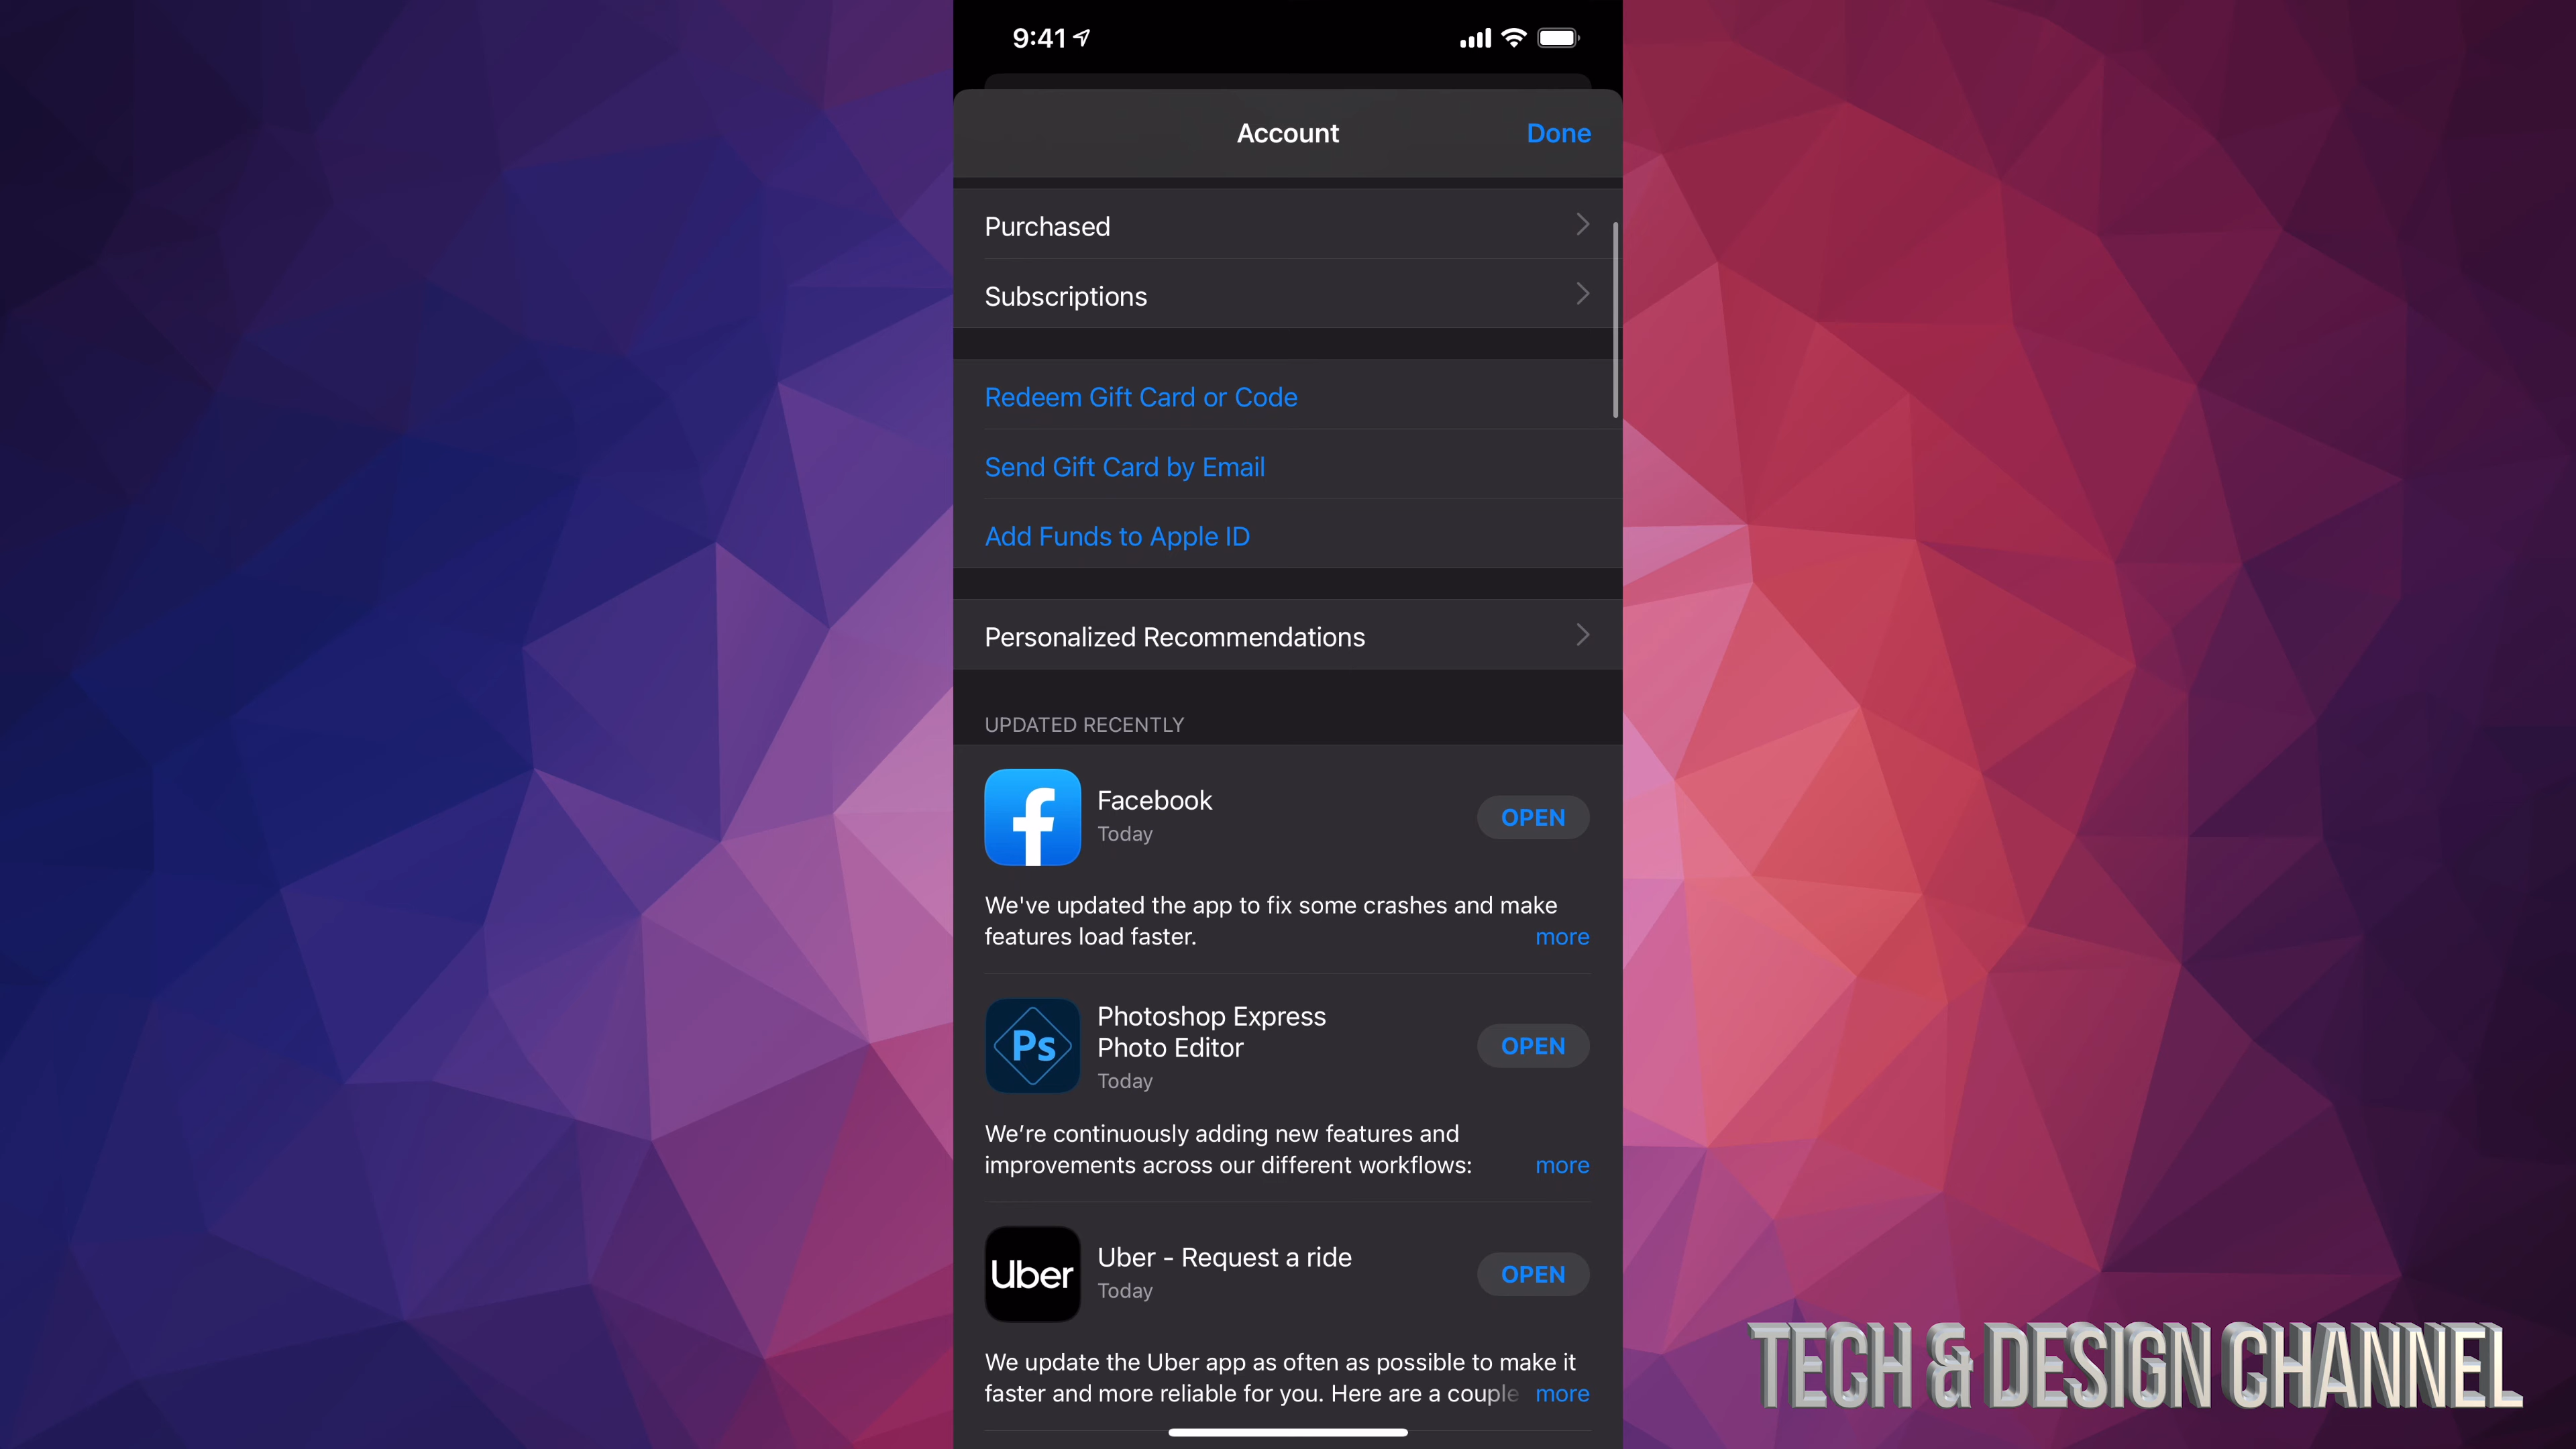 9:41
Account
Done
Purchased
Subscriptions
Redeem Gift Card or Code
Send Gift Card by Email
Add Funds to Apple ID
Personalized Recommendations
UPDATED RECENTLY
Facebook
Today
OPEN
We've updated the app to fix some crashes and make
features load faster.
more
Ps
Photoshop Express
Photo Editor
Today
OPEN
We’re continuously adding new features and
improvements across our different workflows:
more
Uber
Uber - Request a ride
Today
OPEN
We update the Uber app as often as possible to make it
faster and more reliable for you. Here are a couple
more
TECH & DESIGN CHANNEL